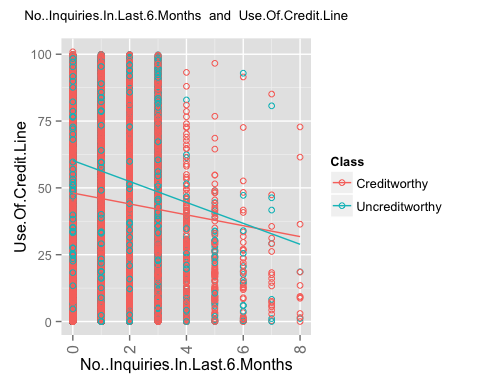 No..Inquiries.In.Last.6.Months and Use.Of.Credit.Line
100
75
50
25
0
Use.Of.Credit.Line
0 2 4 6 8
No..Inquiries.In.Last.6.Months
Class
Creditworthy
Uncreditworthy